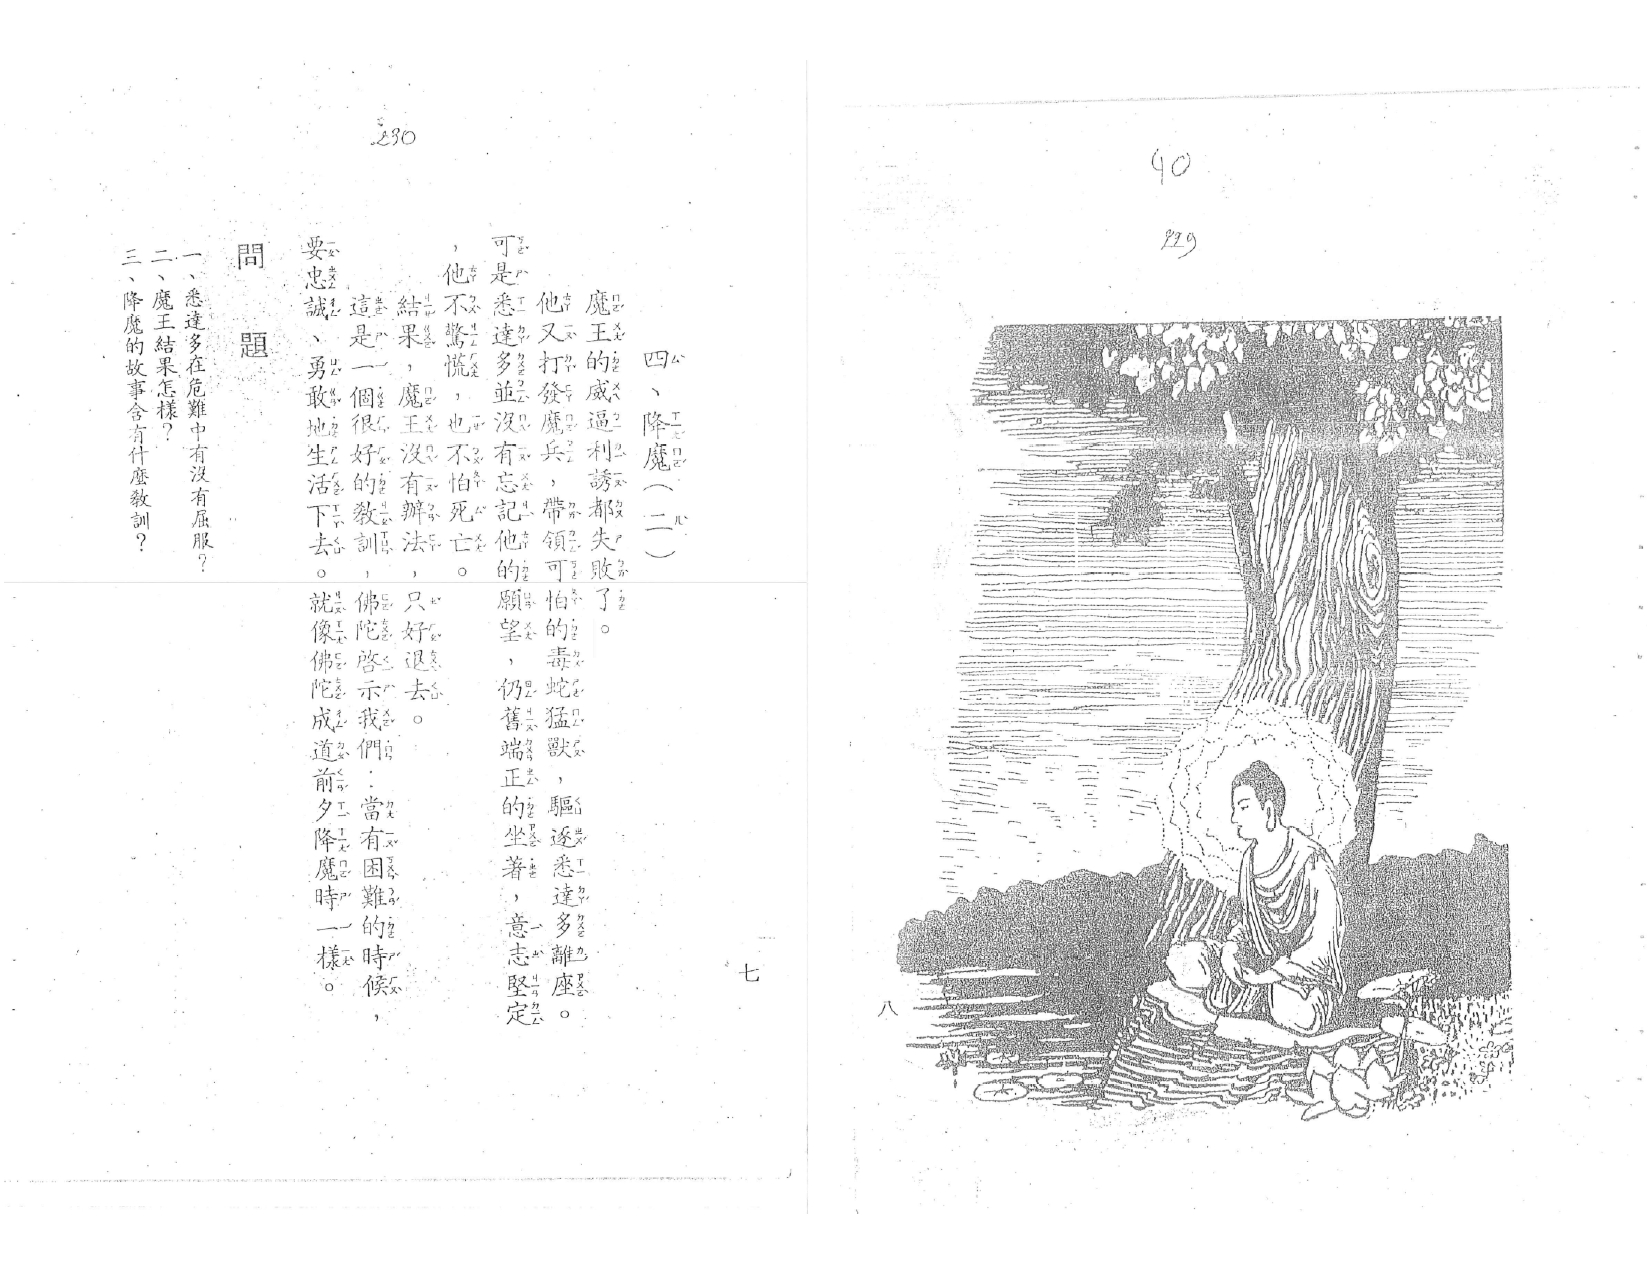 230
四、降魔（二）
魔王的威逼利誘都失敗了。
他又打發魔兵，帶領可怕的毒蛇猛獸，驅逐悉達多離座。
可是悉達多並沒有忘記他的願望，仍舊端正的坐著，意志堅定
，他不驚慌，也不怕死亡。
結果，魔王沒有辦法，只好退去。
這是一個很好的教訓，佛陀啓示我們：當有困難的時候，
要忠誠、勇敢地生活下去。就像佛陀成道前夕降魔時一樣。
問題
一、悉達多在危難中有沒有屈服？
二、魔王結果怎樣？
三、降魔的故事含有什麼教訓？
七
90
229
八